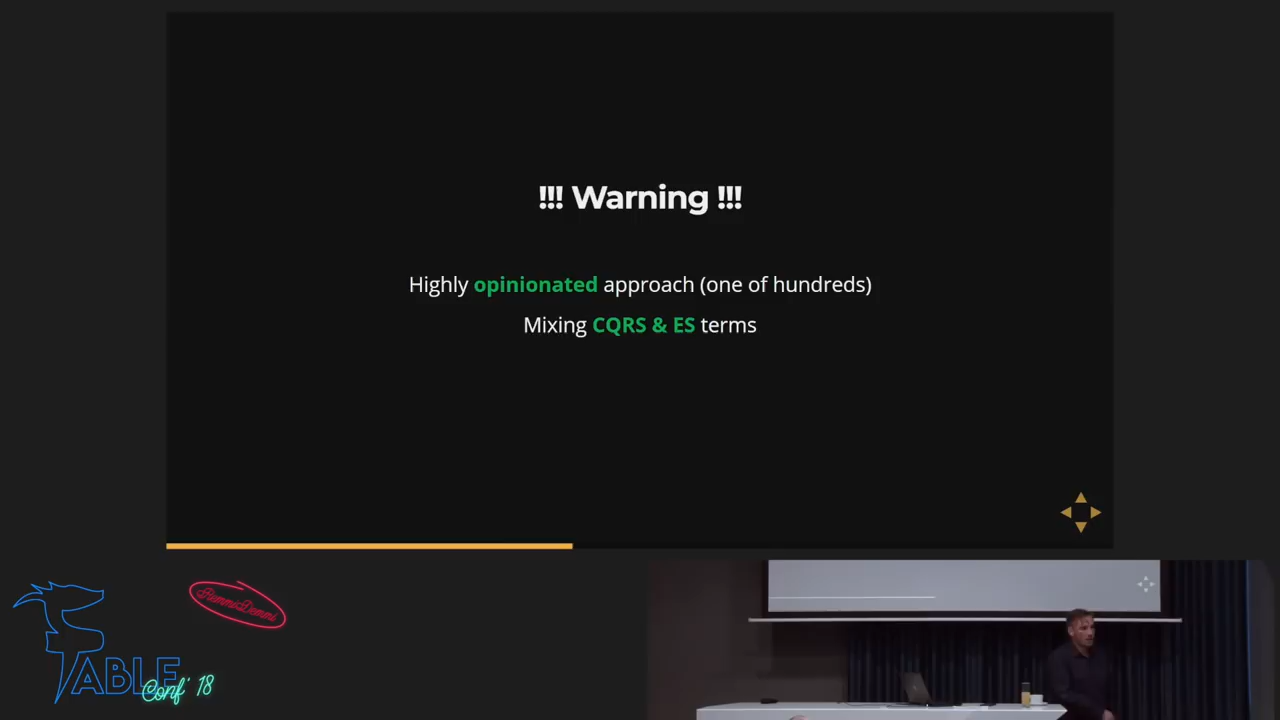 !!! Warning !!!
Highly opinionated approach (one of hundreds)
Mixing CQRS & ES terms
FABLE
Conf' 18